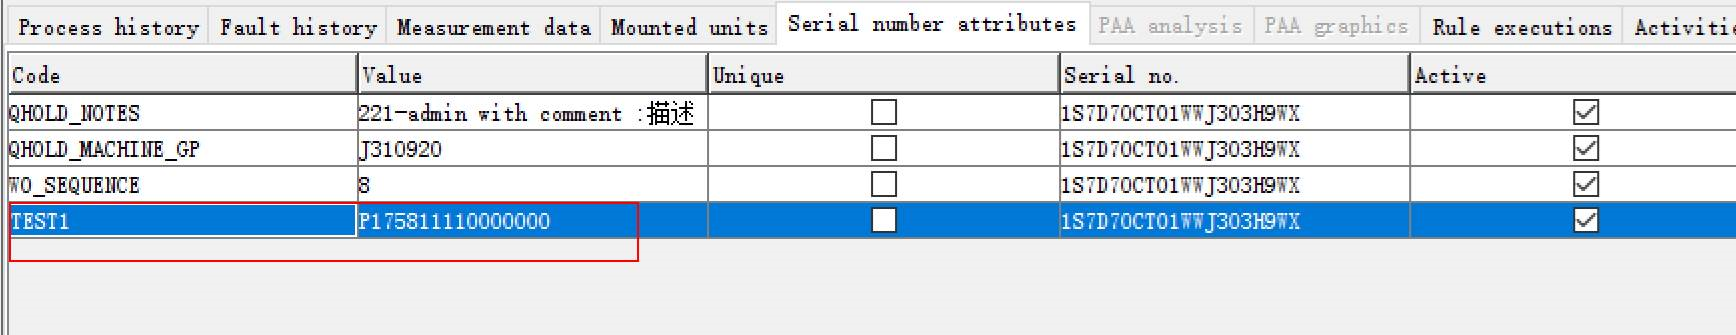 Process history Fault history Measurement data Mounted units Serial number attributes PAA analysis PAA graphics Rule executions Activitie
Code Value Unique Serial no. Active
QHOLD_NOTES 221-admin with comment :描述 1S7D70CT01WWJ303H9WX
QHOLD_MACHINE_GP J310920 1S7D70CT01WWJ303H9WX
WO_SEQUENCE 8 1S7D70CT01WWJ303H9WX
TEST1 P175811110000000 1S7D70CT01WWJ303H9WX